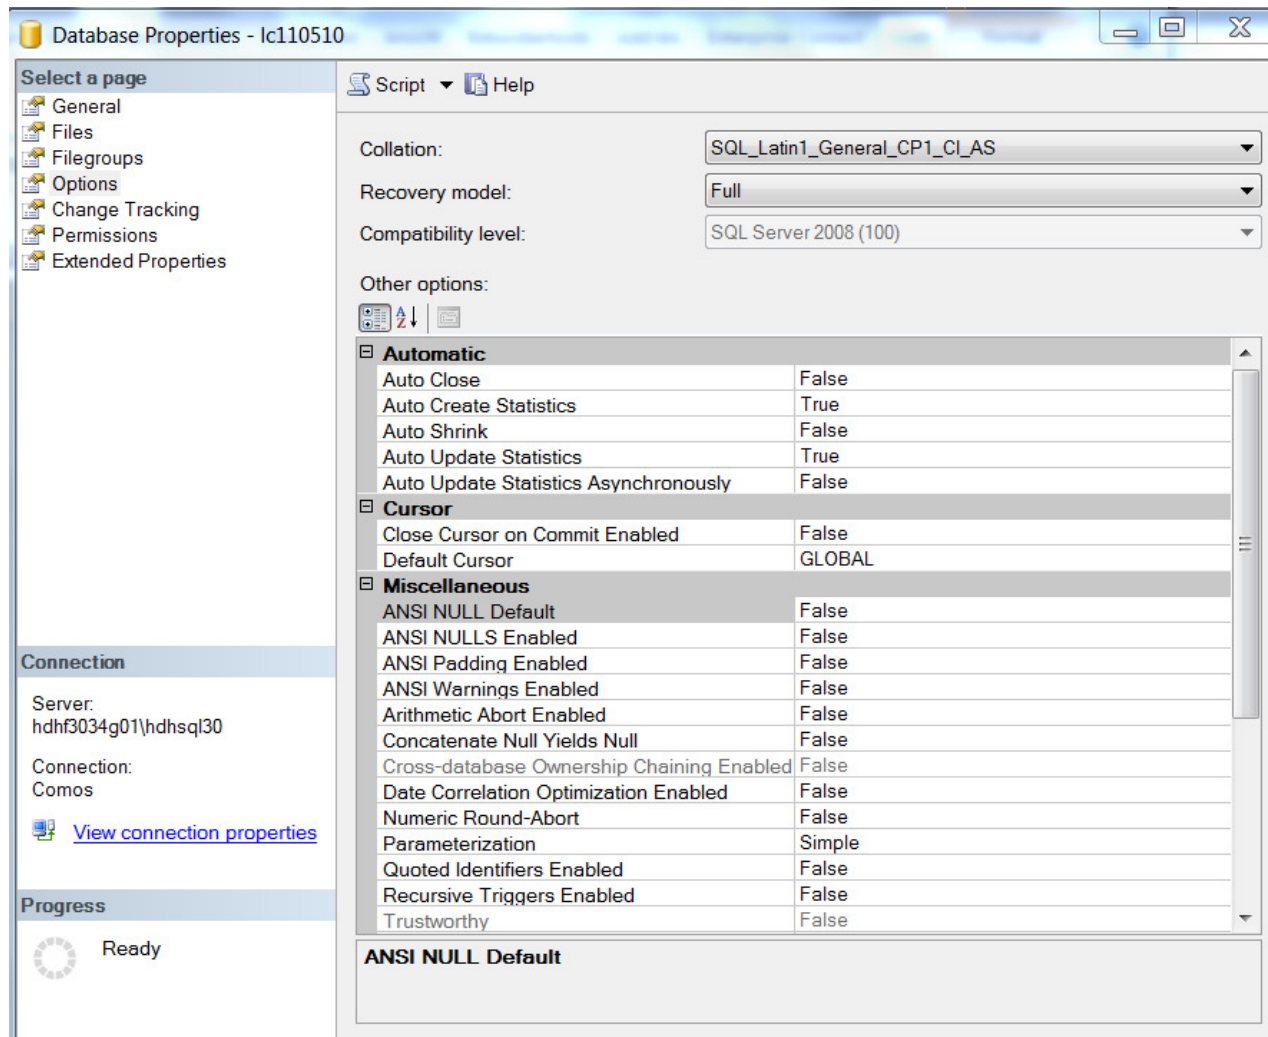 Database Properties - lc110510
Select a page
General
Files
Filegroups
Options
Change Tracking
Permissions
Extended Properties
Connection
Server:
hdhf3034g01\hdhsql30
Connection:
Comos
View connection properties
Progress
Ready
Script Help
Collation: SQL_Latin1_General_CP1_CI_AS
Recovery model: Full
Compatibility level: SQL Server 2008 (100)
Other options:
Automatic
Auto Close False
Auto Create Statistics True
Auto Shrink False
Auto Update Statistics True
Auto Update Statistics Asynchronously False
Cursor
Close Cursor on Commit Enabled False
Default Cursor GLOBAL
Miscellaneous
ANSI NULL Default False
ANSI NULLS Enabled False
ANSI Padding Enabled False
ANSI Warnings Enabled False
Arithmetic Abort Enabled False
Concatenate Null Yields Null False
Cross-database Ownership Chaining Enabled False
Date Correlation Optimization Enabled False
Numeric Round-Abort False
Parameterization Simple
Quoted Identifiers Enabled False
Recursive Triggers Enabled False
Trustworthy False
ANSI NULL Default